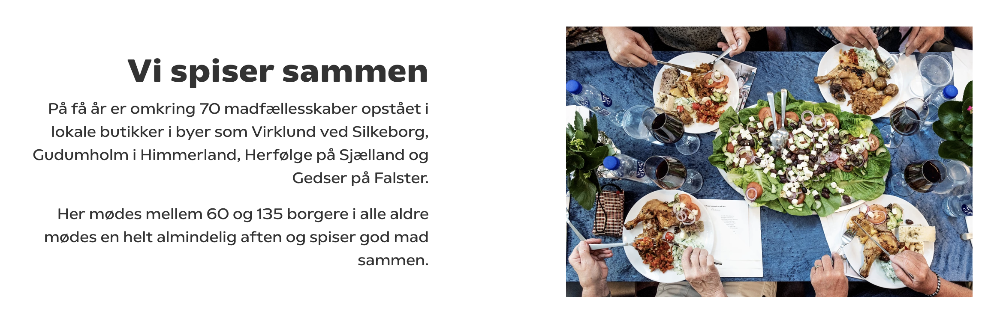 Vi spiser sammen
På få år er omkring 70 madfællesskaber opstået i
lokale butikker i byer som Virklund ved Silkeborg,
Gudumholm i Himmerland, Herfølge på Sjælland og
Gedser på Falster.
Her mødes mellem 60 og 135 borgere i alle aldre
mødes en helt almindelig aften og spiser god mad
sammen.